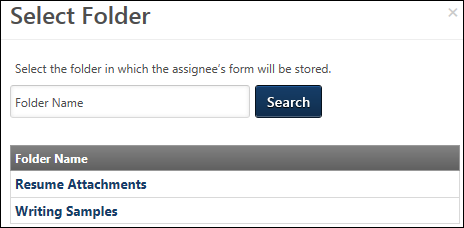 Select Folder
Select the folder in which the assignee's form will be stored.
Folder Name
Search
Folder Name
Resume Attachments
Writing Samples